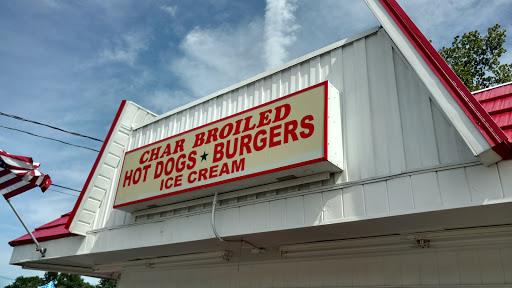 CHAR BROILED
HOT DOGS ★ BURGERS
ICE CREAM